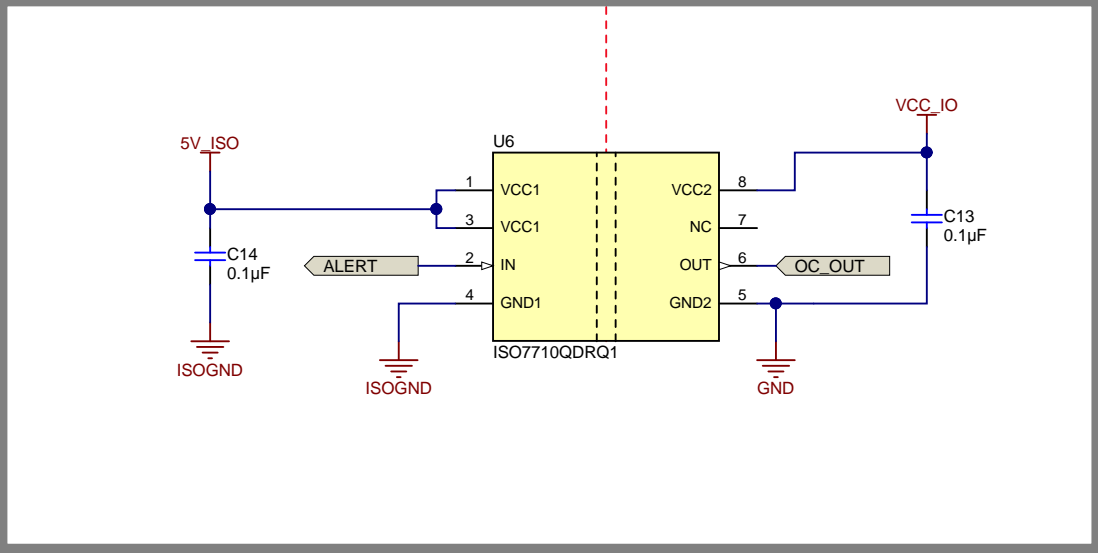 VCC_IO
5V_ISO
U6
1
VCC1
VCC2
8
3
VCC1
NC
7
C13
0.1µF
C14
0.1µF
ALERT
2
IN
OUT
6
OC_OUT
4
GND1
GND2
5
ISO7710QDRQ1
ISOGND
ISOGND
GND